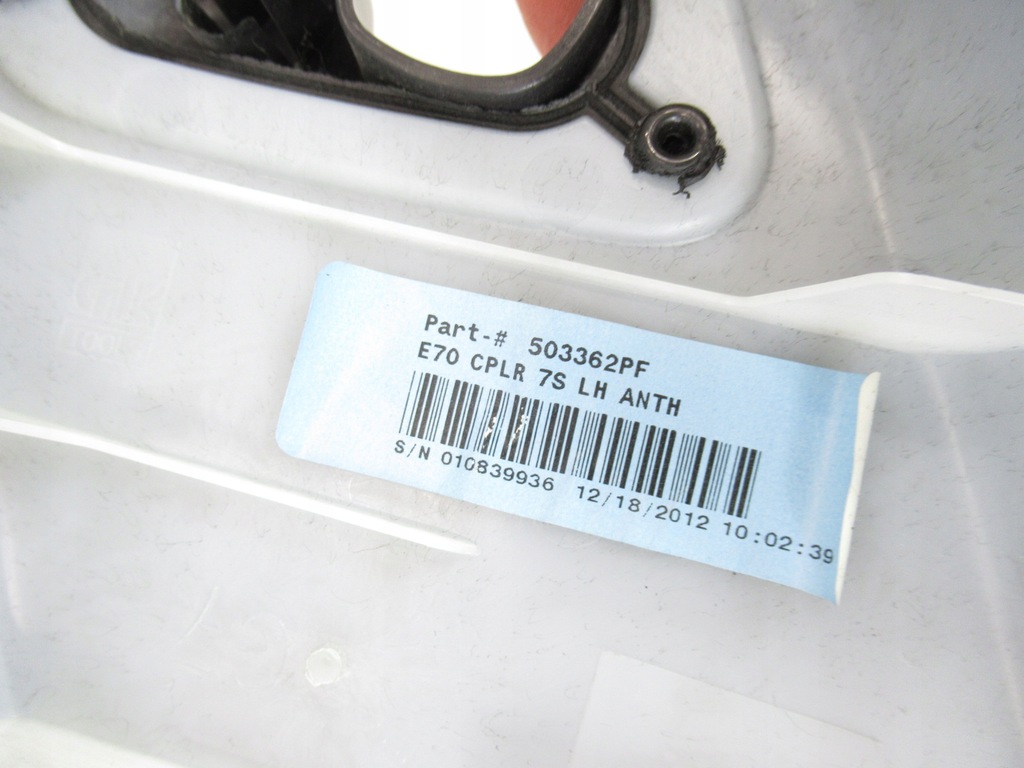 Part-# 503362PF
E70 CPLR 7S LH ANTH
S/N 010839936 12/18/2012 10:02:39